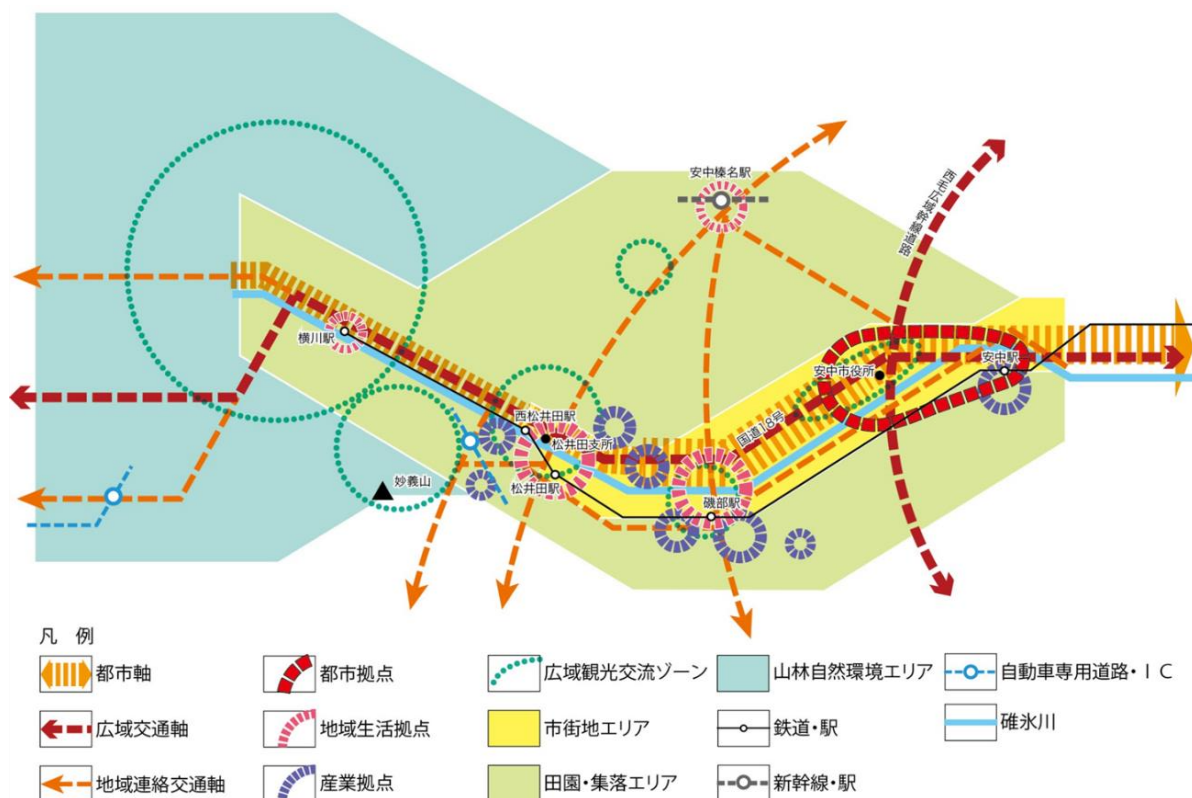 安中榛名駅
西毛広域幹線道路
横川駅
安中市役所
安中駅
西松井田駅
松井田支所
国道18号
妙義山
松井田駅
磯部駅
凡 例
都市軸
都市拠点
広域観光交流ゾーン
山林自然環境エリア
自動車専用道路・IC
広域交通軸
地域生活拠点
市街地エリア
鉄道・駅
碓氷川
地域連絡交通軸
産業拠点
田園・集落エリア
新幹線・駅